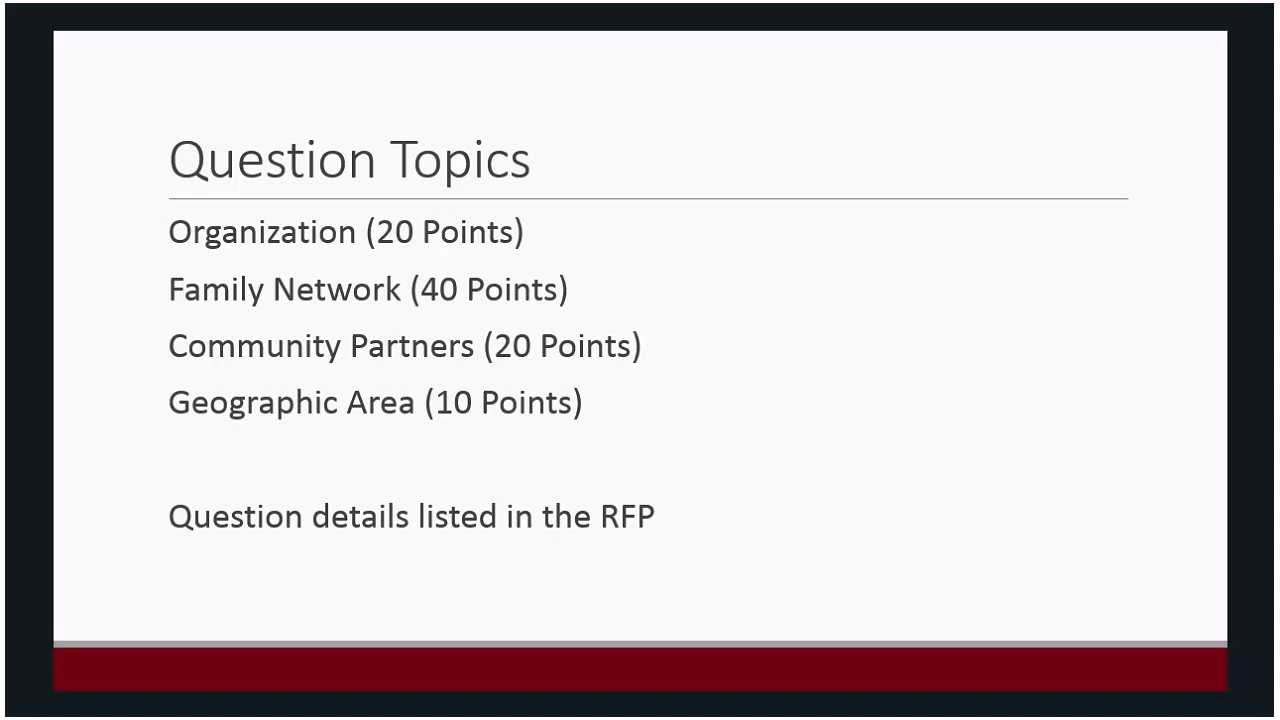 Question Topics
Organization (20 Points)
Family Network (40 Points)
Community Partners (20 Points)
Geographic Area (10 Points)
Question details listed in the RFP